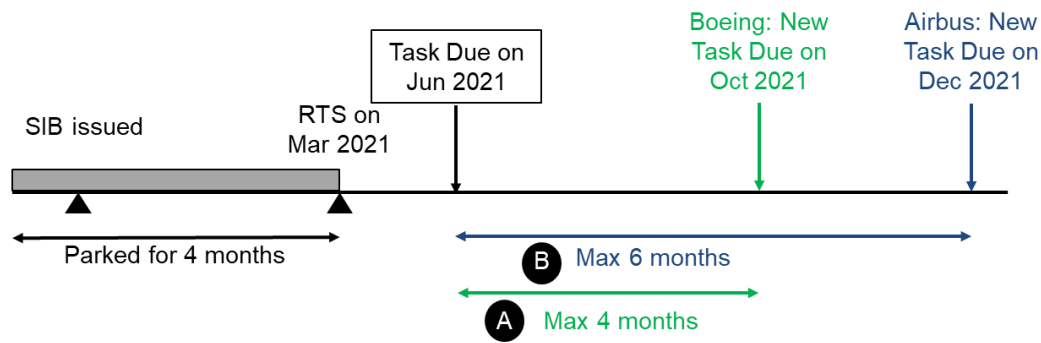 Boeing: New
Task Due on
Oct 2021
Airbus: New
Task Due on
Dec 2021
Task Due on
Jun 2021
SIB issued
RTS on
Mar 2021
Parked for 4 months
B Max 6 months
A Max 4 months